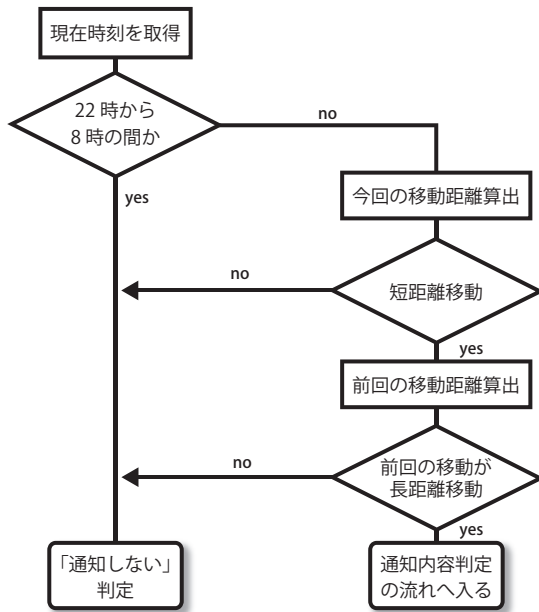 現在時刻を取得
22 時から
8 時の間か
no
yes
今回の移動距離算出
短距離移動
no
yes
前回の移動距離算出
前回の移動が
長距離移動
no
yes
「通知しない」
判定
通知内容判定
の流れへ入る